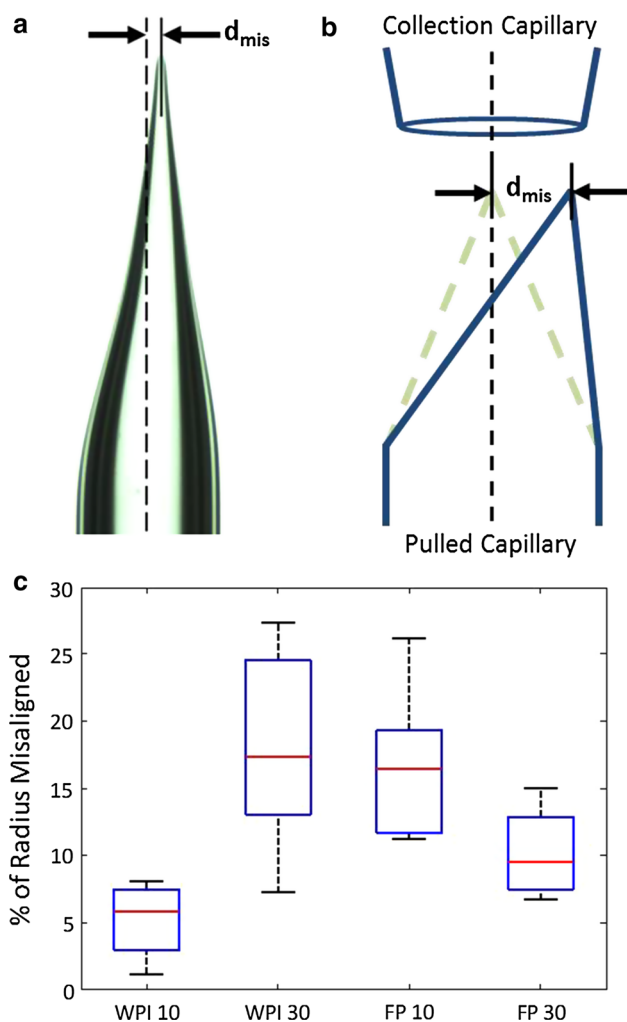 a
d_mis
b
Collection Capillary
d_mis
Pulled Capillary
c
% of Radius Misaligned
30
25
20
15
10
5
0
WPI 10 WPI 30 FP 10 FP 30